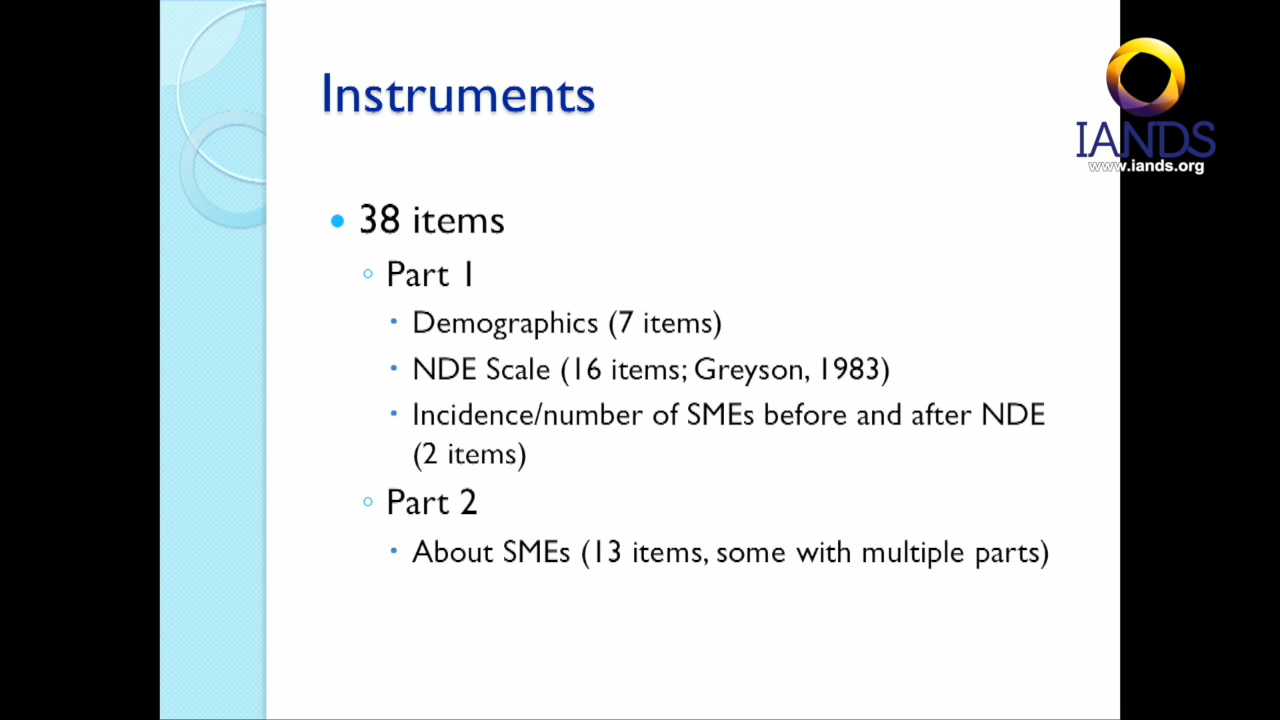 Instruments
IANDS
www.iands.org
• 38 items
◦ Part 1
▪ Demographics (7 items)
▪ NDE Scale (16 items; Greyson, 1983)
▪ Incidence/number of SMEs before and after NDE
(2 items)
◦ Part 2
▪ About SMEs (13 items, some with multiple parts)